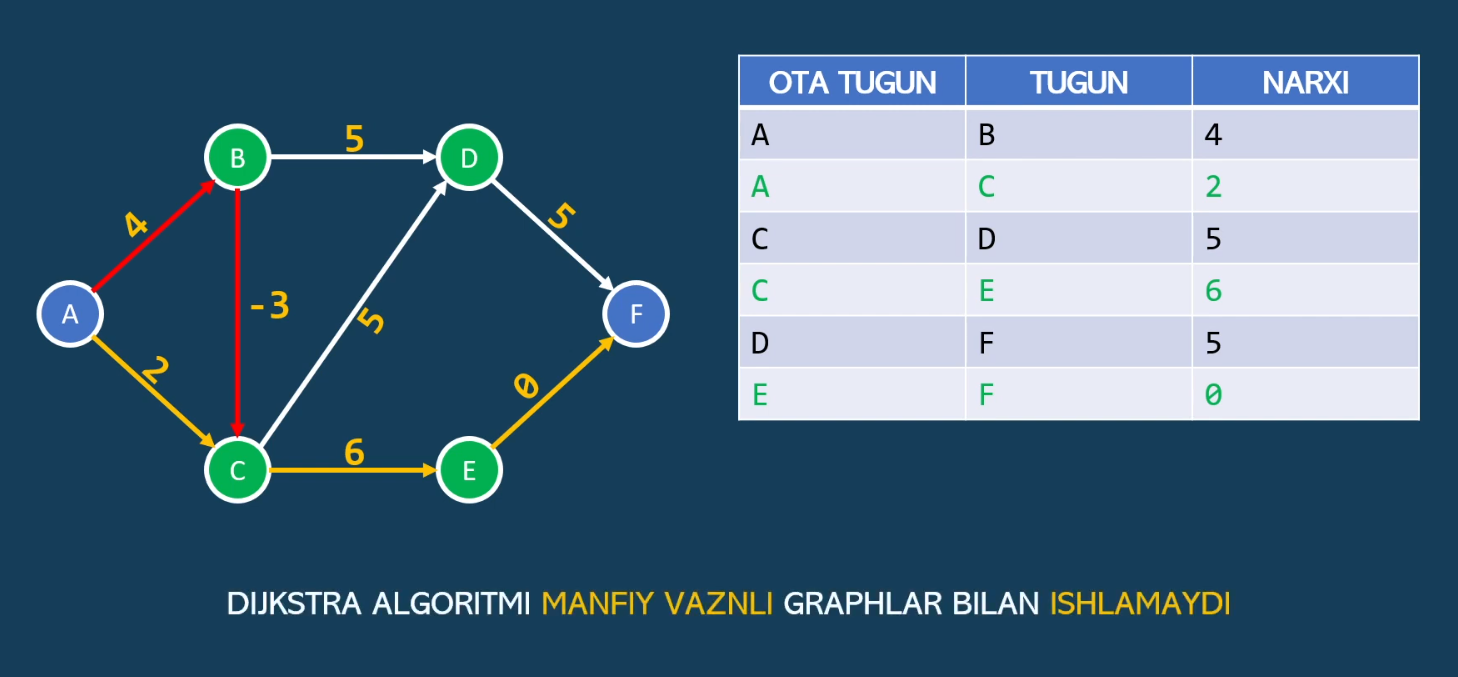 OTA TUGUN TUGUN NARXI
A B 4
A C 2
C D 5
C E 6
D F 5
E F 0
B 5 D
4 5
A -3 F
2 5 0
C 6 E
DIJKSTRA ALGORITMI MANFIY VAZNLI GRAPHLAR BILAN ISHLAMAYDI